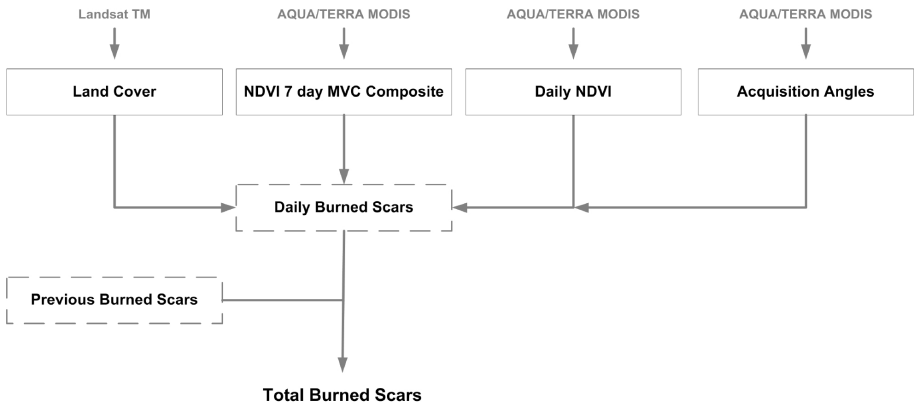 Landsat TM
AQUA/TERRA MODIS
AQUA/TERRA MODIS
AQUA/TERRA MODIS
Land Cover
NDVI 7 day MVC Composite
Daily NDVI
Acquisition Angles
Daily Burned Scars
Previous Burned Scars
Total Burned Scars